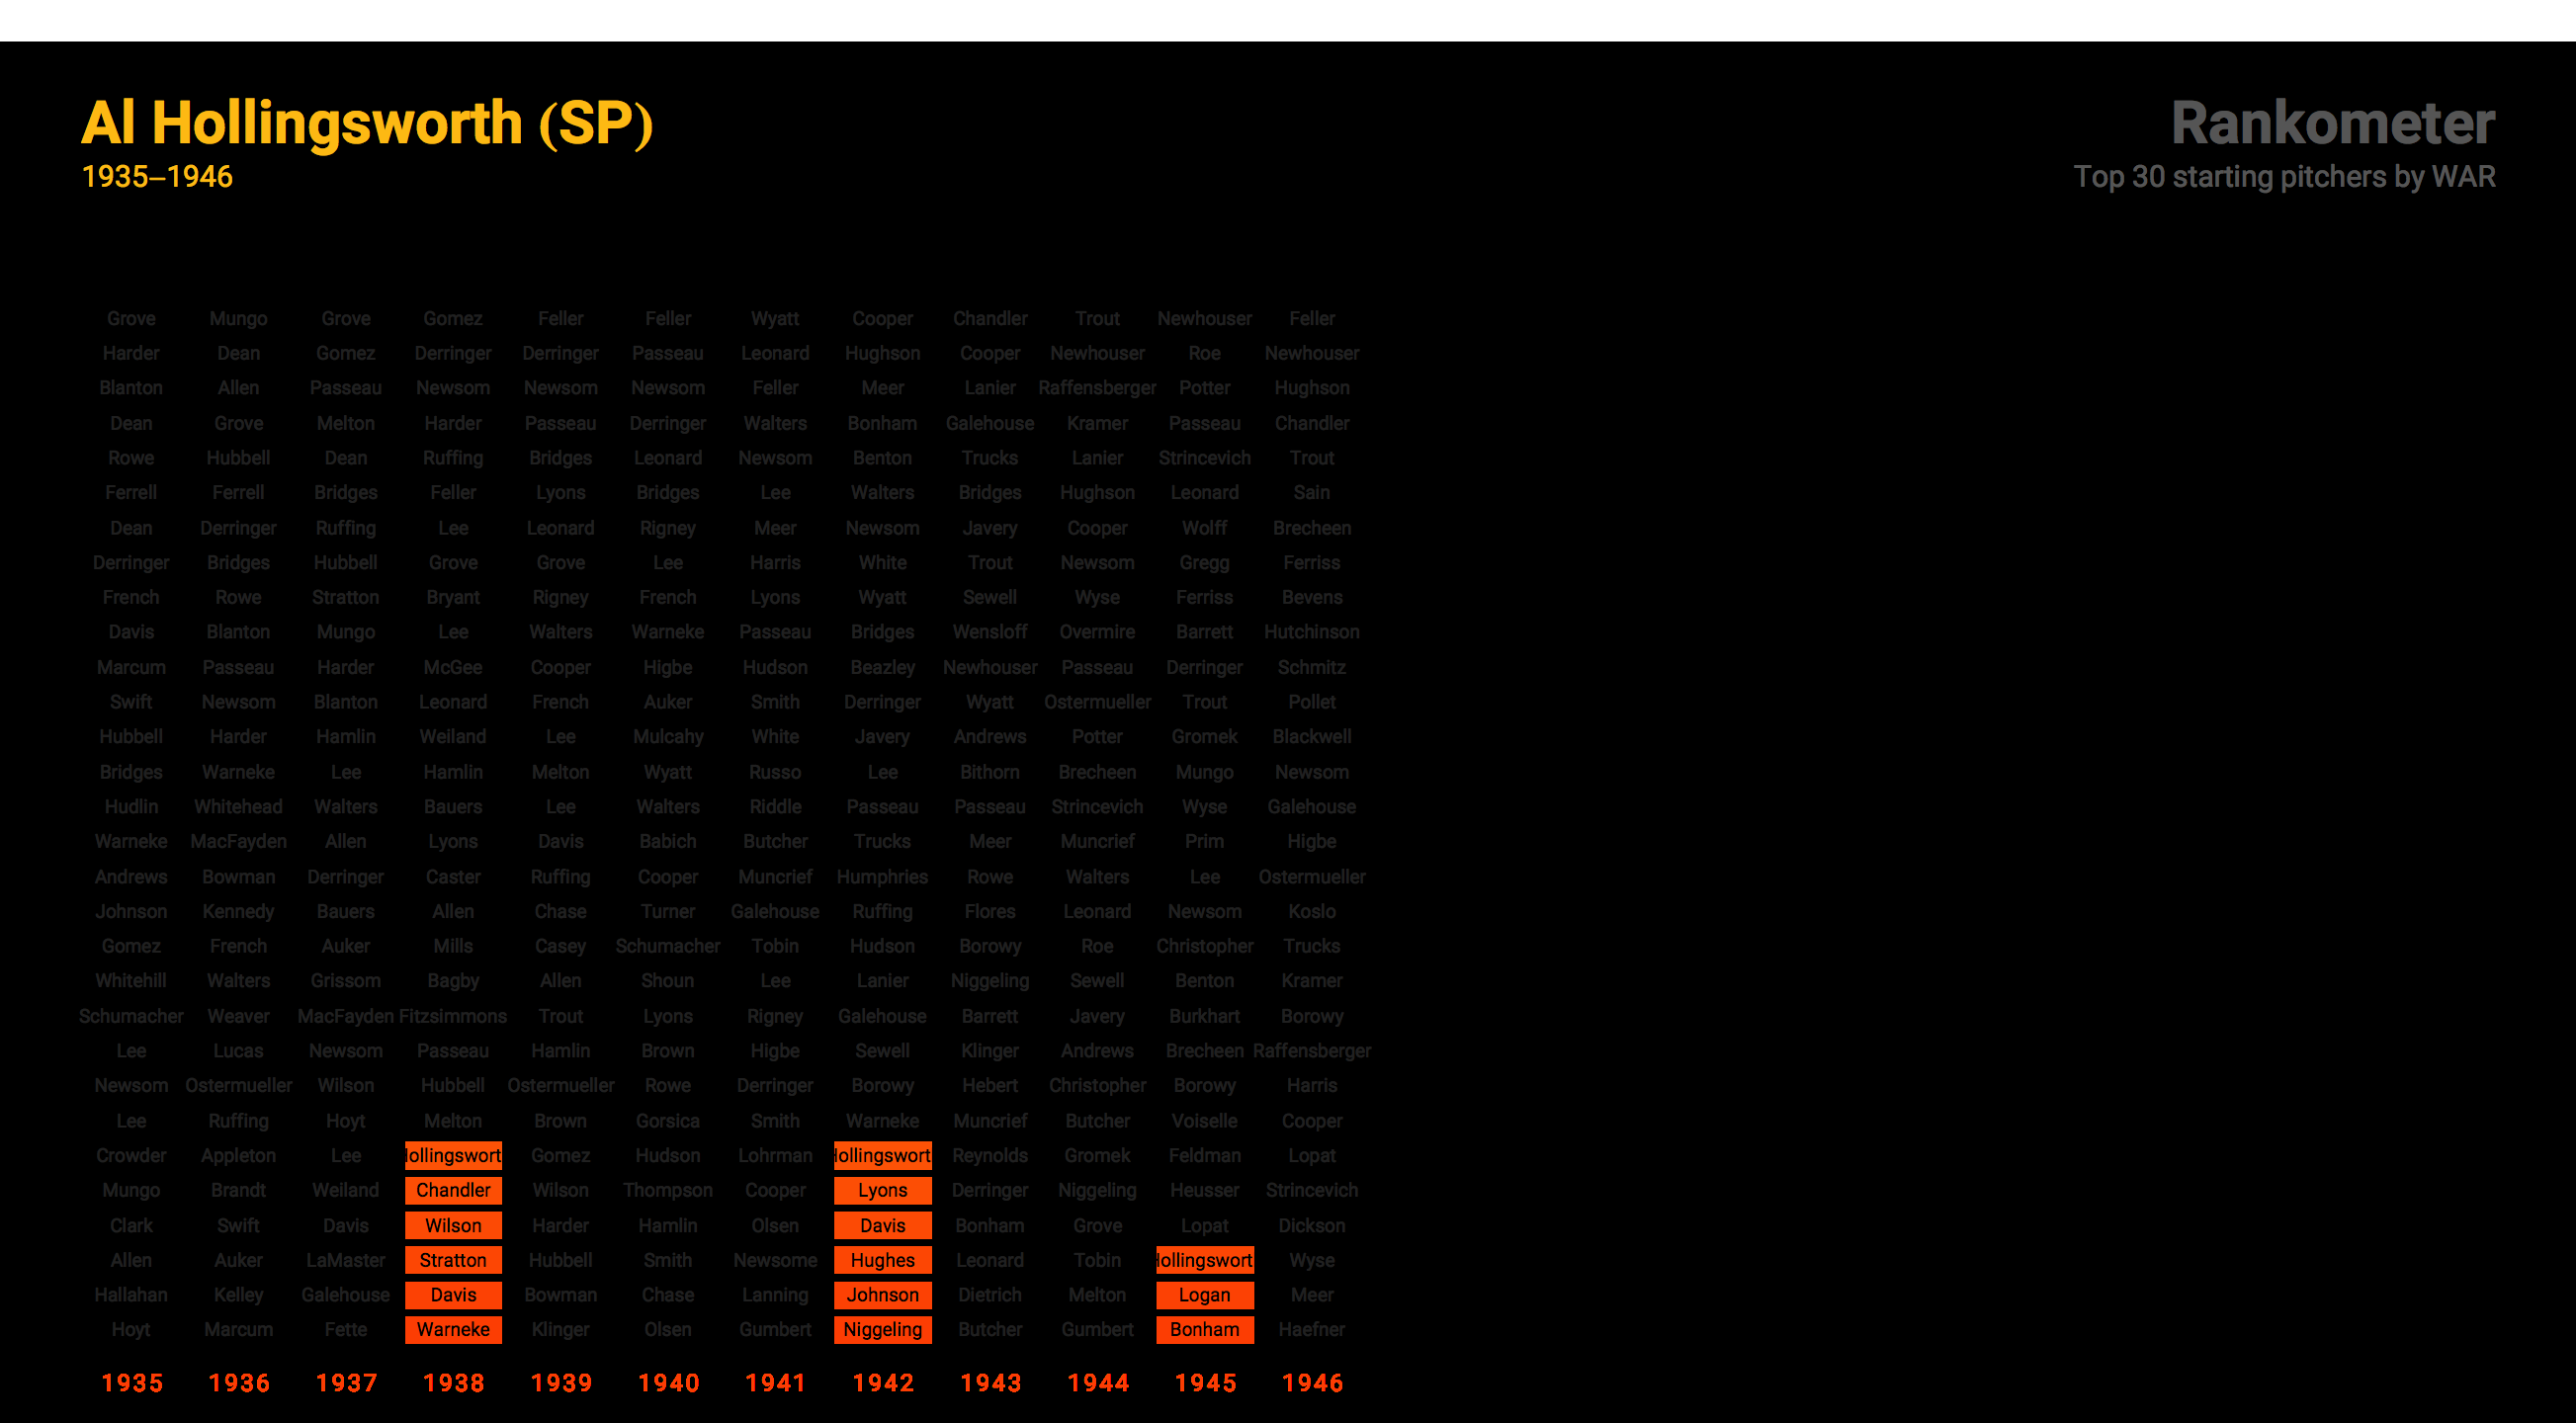 Al Hollingsworth (SP)
1935–1946
Rankometer
Top 30 starting pitchers by WAR
Grove Mungo Grove Gomez Feller Feller Wyatt Cooper Chandler Trout Newhouser Feller
Harder Dean Gomez Derringer Derringer Passeau Leonard Hughson Cooper Newhouser Roe Newhouser
Blanton Allen Passeau Newsom Newsom Newsom Feller Meer Lanier Raffensberger Potter Hughson
Dean Grove Melton Harder Passeau Derringer Walters Bonham Galehouse Kramer Passeau Chandler
Rowe Hubbell Dean Ruffing Bridges Leonard Newsom Benton Trucks Lanier Strincevich Trout
Ferrell Ferrell Bridges Feller Lyons Bridges Lee Walters Bridges Hughson Leonard Sain
Dean Derringer Ruffing Lee Leonard Rigney Meer Newsom Javery Cooper Wolff Brecheen
Derringer Bridges Hubbell Grove Grove Lee Harris White Trout Newsom Gregg Ferriss
French Rowe Stratton Bryant Rigney French Lyons Wyatt Sewell Wyse Ferriss Bevens
Davis Blanton Mungo Lee Walters Warneke Passeau Bridges Wensloff Overmire Barrett Hutchinson
Marcum Passeau Harder McGee Cooper Higbe Hudson Beazley Newhouser Passeau Derringer Schmitz
Swift Newsom Blanton Leonard French Auker Smith Derringer Wyatt Ostermueller Trout Pollet
Hubbell Harder Hamlin Weiland Lee Mulcahy White Javery Andrews Potter Gromek Blackwell
Bridges Warneke Lee Hamlin Melton Wyatt Russo Lee Bithorn Brecheen Mungo Newsom
Hudlin Whitehead Walters Bauers Lee Walters Riddle Passeau Passeau Strincevich Wyse Galehouse
Warneke MacFayden Allen Lyons Davis Babich Butcher Trucks Meer Muncrief Prim Higbe
Andrews Bowman Derringer Caster Ruffing Cooper Muncrief Humphries Rowe Walters Lee Ostermueller
Johnson Kennedy Bauers Allen Chase Turner Galehouse Ruffing Flores Leonard Newsom Koslo
Gomez French Auker Mills Casey Schumacher Tobin Hudson Borowy Roe Christopher Trucks
Whitehill Walters Grissom Bagby Allen Shoun Lee Lanier Niggeling Sewell Benton Kramer
Schumacher Weaver MacFayden Fitzsimmons Trout Lyons Rigney Galehouse Barrett Javery Burkhart Borowy
Lee Lucas Newsom Passeau Hamlin Brown Higbe Sewell Klinger Andrews Brecheen Raffensberger
Newsom Ostermueller Wilson Hubbell Ostermueller Rowe Derringer Borowy Hebert Christopher Borowy Harris
Lee Ruffing Hoyt Melton Brown Gorsica Smith Warneke Muncrief Butcher Voiselle Cooper
Crowder Appleton Lee Hollingswort Gomez Hudson Lohrman Hollingswort Reynolds Gromek Feldman Lopat
Mungo Brandt Weiland Chandler Wilson Thompson Cooper Lyons Derringer Niggeling Heusser Strincevich
Clark Swift Davis Wilson Harder Hamlin Olsen Davis Bonham Grove Lopat Dickson
Allen Auker LaMaster Stratton Hubbell Smith Newsome Hughes Leonard Tobin Hollingswort Wyse
Hallahan Kelley Galehouse Davis Bowman Chase Lanning Johnson Dietrich Melton Logan Meer
Hoyt Marcum Fette Warneke Klinger Olsen Gumbert Niggeling Butcher Gumbert Bonham Haefner
1935 1936 1937 1938 1939 1940 1941 1942 1943 1944 1945 1946